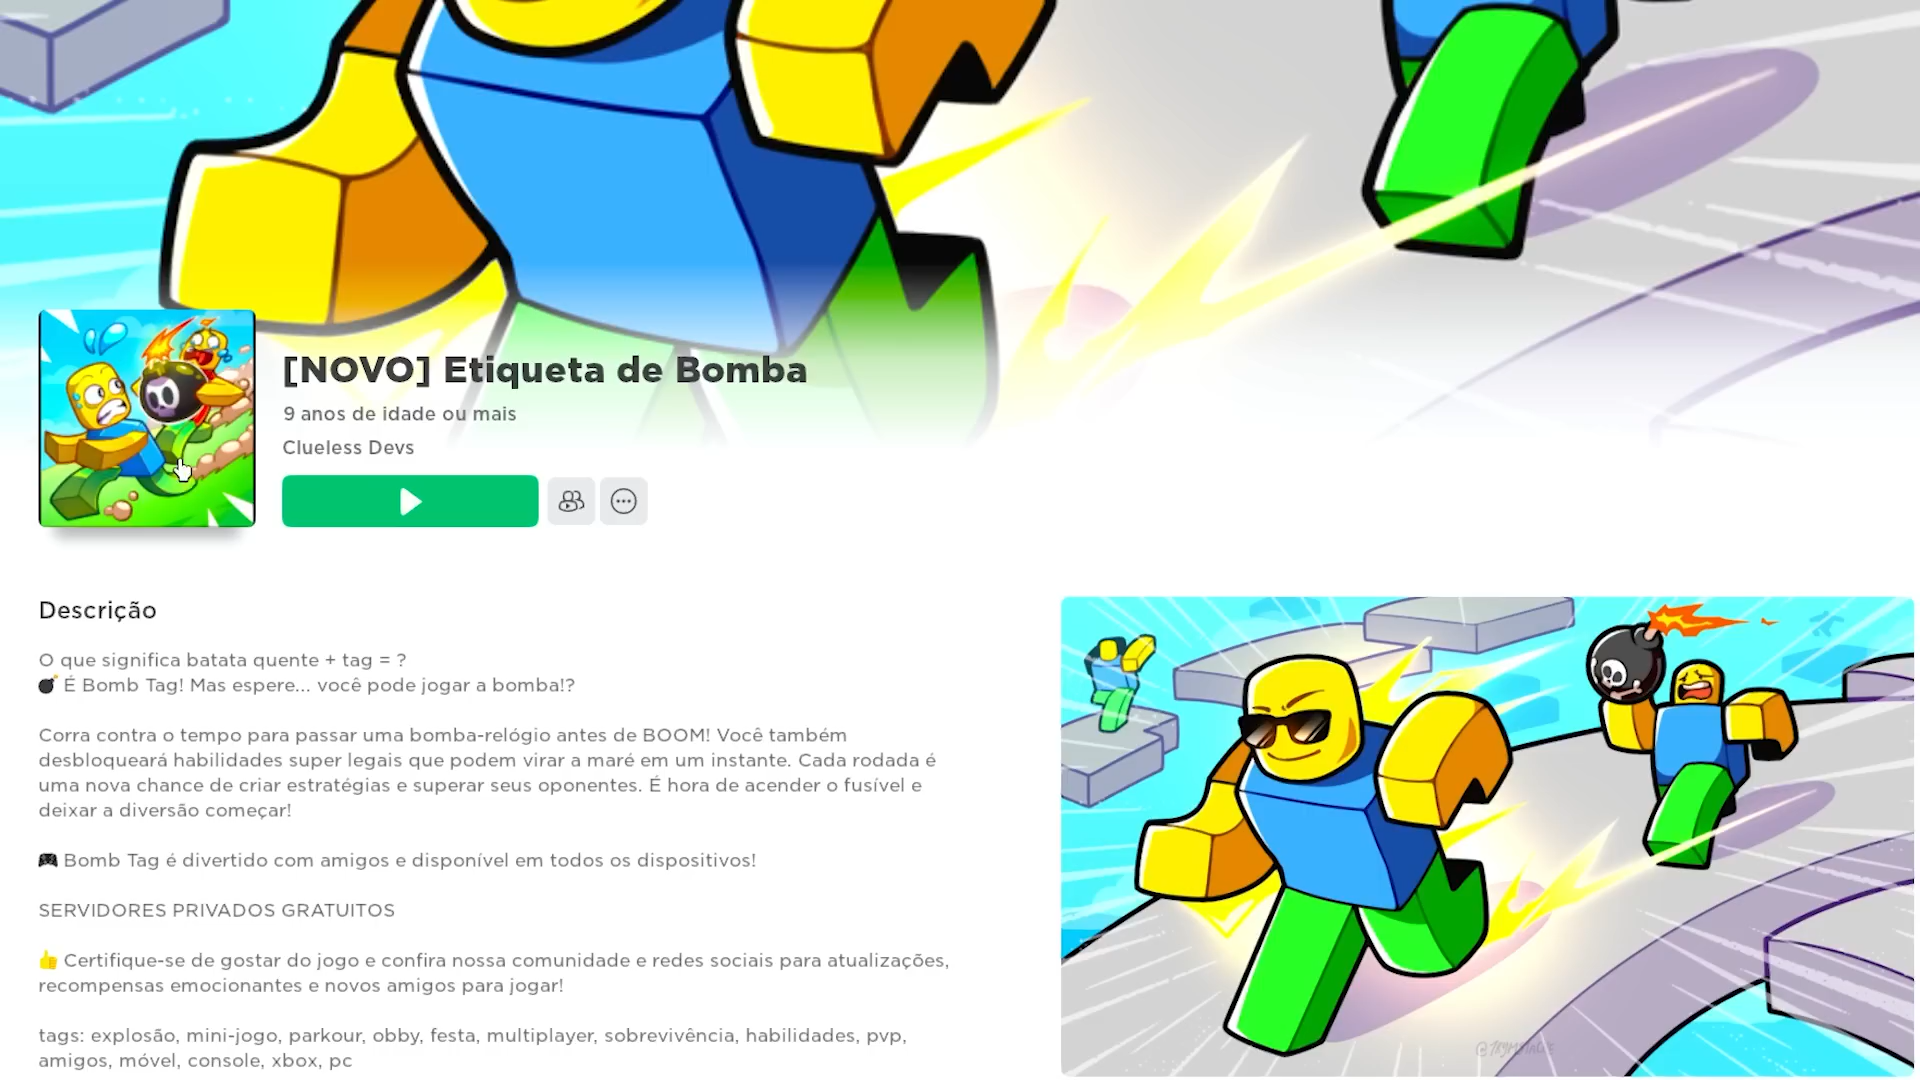 [NOVO] Etiqueta de Bomba
9 anos de idade ou mais
Clueless Devs
Descrição
O que significa batata quente + tag = ?
💣 É Bomb Tag! Mas espere... você pode jogar a bomba!?
Corra contra o tempo para passar uma bomba-relógio antes de BOOM! Você também
desbloqueará habilidades super legais que podem virar a maré em um instante. Cada rodada é
uma nova chance de criar estratégias e superar seus oponentes. É hora de acender o fusível e
deixar a diversão começar!
🎮 Bomb Tag é divertido com amigos e disponível em todos os dispositivos!
SERVIDORES PRIVADOS GRATUITOS
👍 Certifique-se de gostar do jogo e confira nossa comunidade e redes sociais para atualizações,
recompensas emocionantes e novos amigos para jogar!
tags: explosão, mini-jogo, parkour, obby, festa, multiplayer, sobrevivência, habilidades, pvp,
amigos, móvel, console, xbox, pc